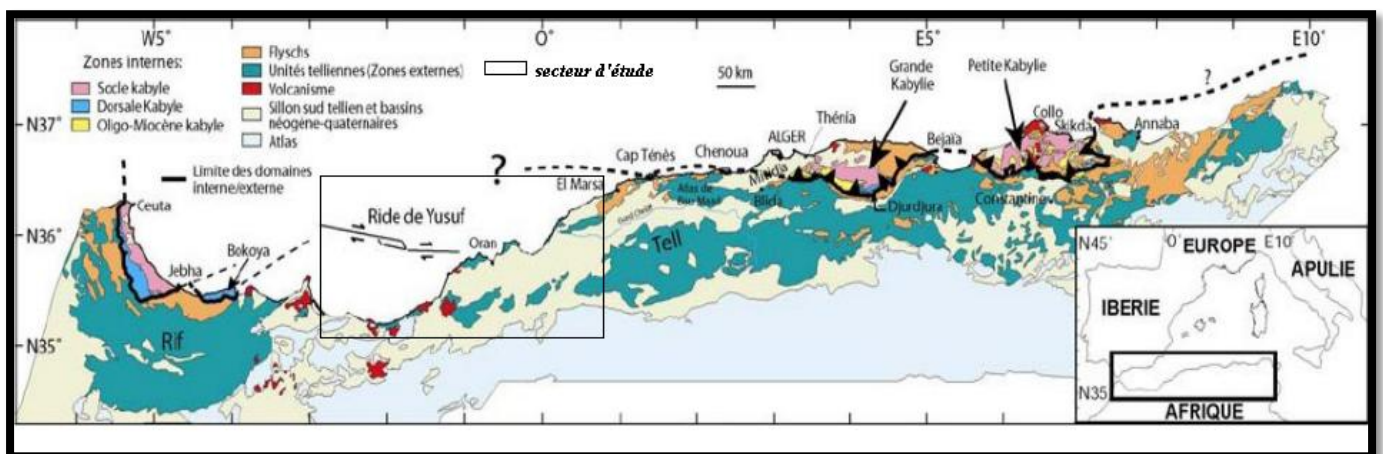 W5°
O°
E5°
E10°
Zones internes:
Socle kabyle
Dorsale Kabyle
Oligo-Miocène kabyle
Flyschs
Unités telliennes (Zones externes)
Volcanisme
Sillon sud tellien et bassins
néogène-quaternaires
Atlas
secteur d'étude
50 km
Limite des domaines
interne/externe
N37°
N36°
N35°
Ceuta
Jebha
Bokoya
Rif
?
Ride de Yusuf
Oran
El Marsa
Cap Ténès
Chenoua
ALGER
Thénia
Mitidja
Blida
Atlas de
Tell
Grande
Kabylie
Djurdjura
Bejaïa
Petite Kabylie
Collo
Skikda
Constantine
Annaba
?
N45°
O°
EUROPE
E10°
APULIE
IBERIE
N35
AFRIQUE